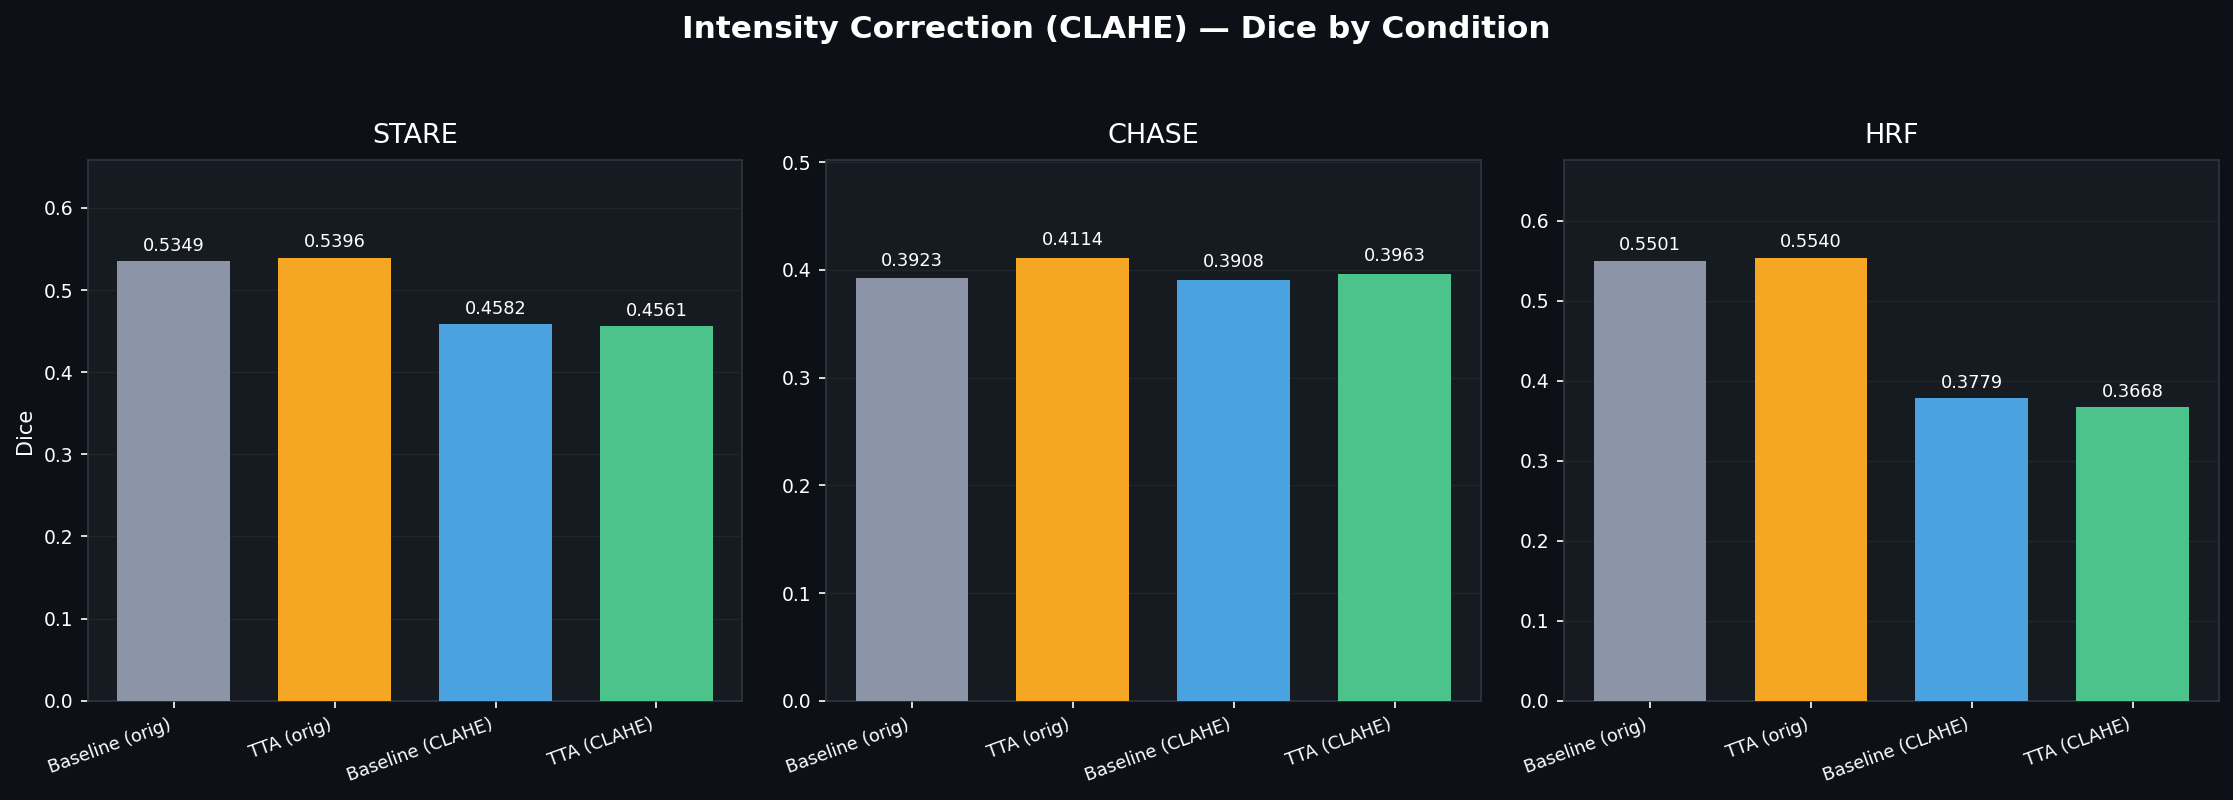 Intensity Correction (CLAHE) — Dice by Condition
STARE
Dice
0.6
0.5
0.4
0.3
0.2
0.1
0.0
0.5349
0.5396
0.4582
0.4561
Baseline (orig)
TTA (orig)
Baseline (CLAHE)
TTA (CLAHE)
CHASE
0.5
0.4
0.3
0.2
0.1
0.0
0.3923
0.4114
0.3908
0.3963
Baseline (orig)
TTA (orig)
Baseline (CLAHE)
TTA (CLAHE)
HRF
0.6
0.5
0.4
0.3
0.2
0.1
0.0
0.5501
0.5540
0.3779
0.3668
Baseline (orig)
TTA (orig)
Baseline (CLAHE)
TTA (CLAHE)